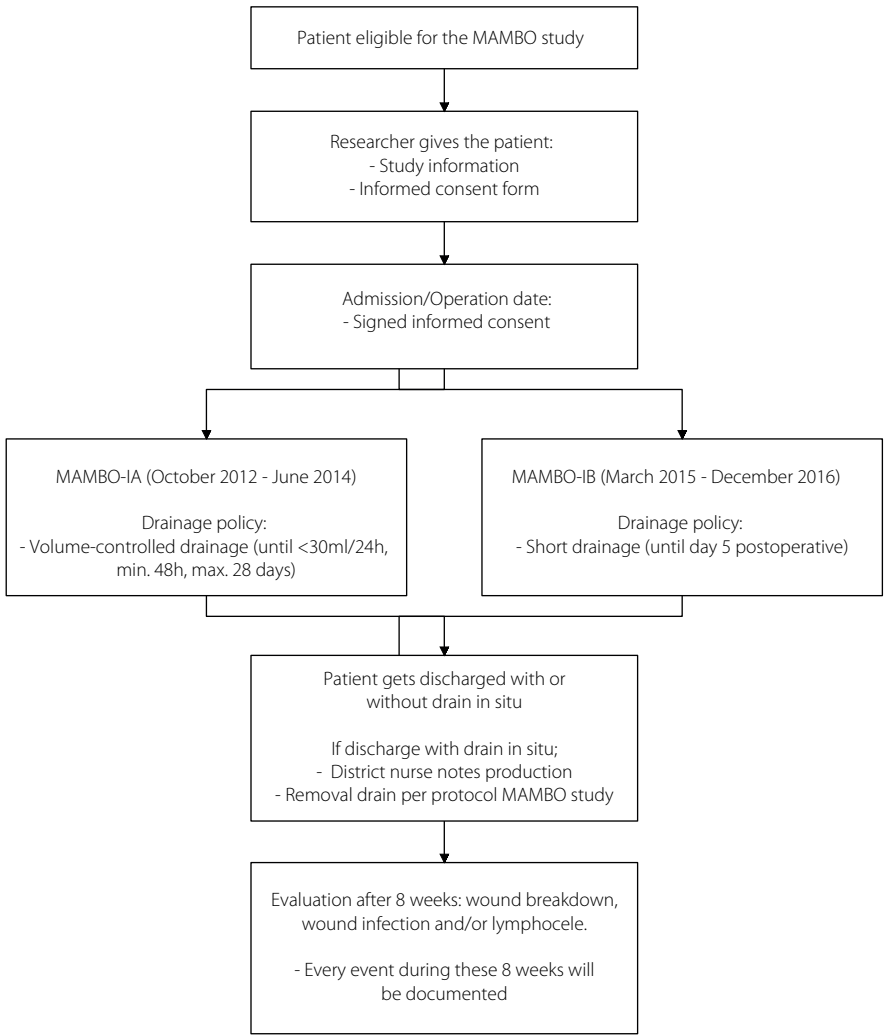 Patient eligible for the MAMBO study
Researcher gives the patient:
- Study information
- Informed consent form
Admission/Operation date:
- Signed informed consent
MAMBO-IA (October 2012 - June 2014)
Drainage policy:
- Volume-controlled drainage (until <30ml/24h,
min. 48h, max. 28 days)
MAMBO-IB (March 2015 - December 2016)
Drainage policy:
- Short drainage (until day 5 postoperative)
Patient gets discharged with or
without drain in situ
If discharge with drain in situ;
- District nurse notes production
- Removal drain per protocol MAMBO study
Evaluation after 8 weeks: wound breakdown,
wound infection and/or lymphocele.
- Every event during these 8 weeks will
be documented